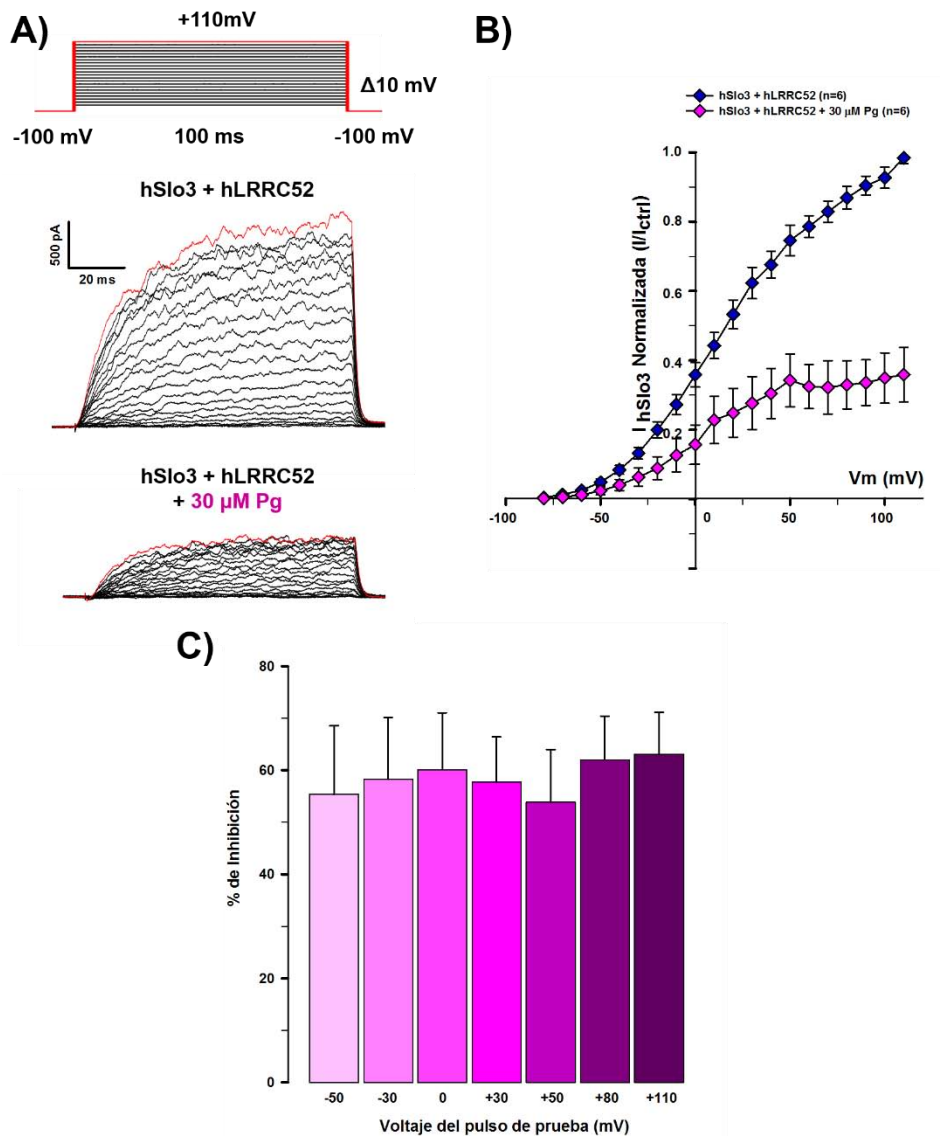 A)
+110mV
Δ10 mV
-100 mV
100 ms
-100 mV
hSlo3 + hLRRC52
500 pA
20 ms
hSlo3 + hLRRC52
+ 30 µM Pg
B)
hSlo3 + hLRRC52 (n=6)
hSlo3 + hLRRC52 + 30 µM Pg (n=6)
I hSlo3 Normalizada (I/Ictrl)
1.0
0.8
0.6
0.4
0.2
Vm (mV)
-100
-50
0
50
100
C)
% de Inhibición
80
60
40
20
0
-50
-30
0
+30
+50
+80
+110
Voltaje del pulso de prueba (mV)